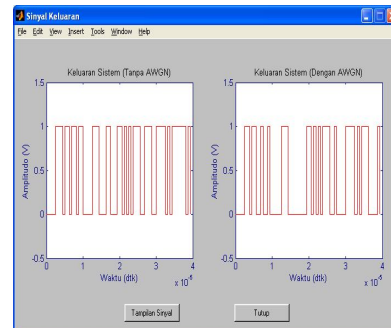 Sinyal Keluaran
File Edit View Insert Tools Window Help
Keluaran Sistem (Tanpa AWGN)
1.5
1
0.5
0
-0.5
Amplitudo (V)
0 1 2 3 4
Waktu (dtk)
x 10^-6
Keluaran Sistem (Dengan AWGN)
1.5
1
0.5
0
-0.5
Amplitudo (V)
0 1 2 3 4
Waktu (dtk)
x 10^-6
Tampilan Sinyal
Tutup